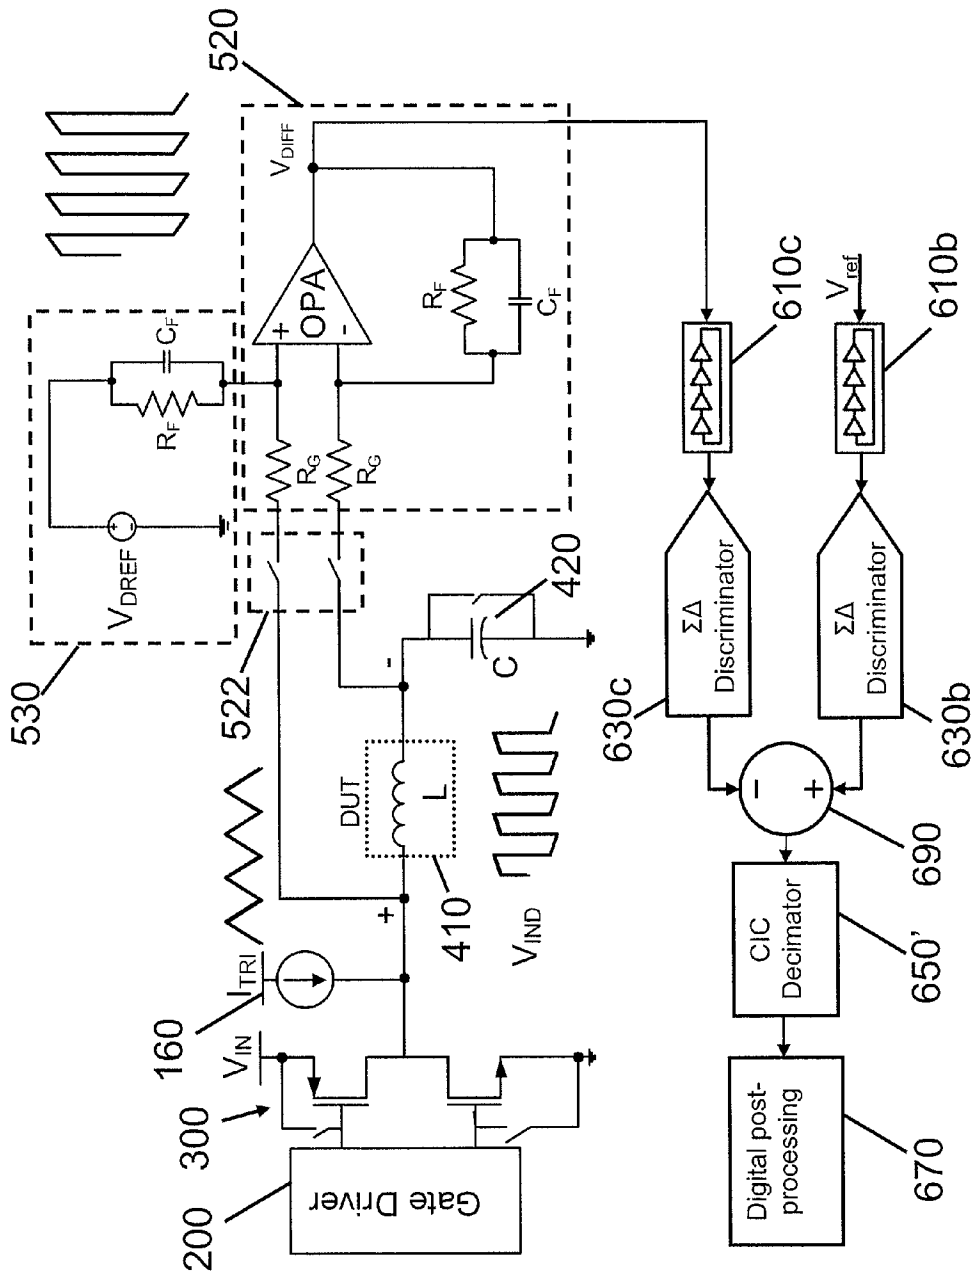 520
V_DIFF
OPA
+
-
R_F
C_F
C_F
R_F
V_DREF
530
R_G
R_G
522
420
C
-
+
DUT
L
410
V_IND
I_TRI
160
V_IN
300
Gate Driver
200
610c
V_ref
610b
ΣΔ
Discriminator
630c
ΣΔ
Discriminator
630b
-
+
690
CIC
Decimator
650'
Digital post-
processing
670